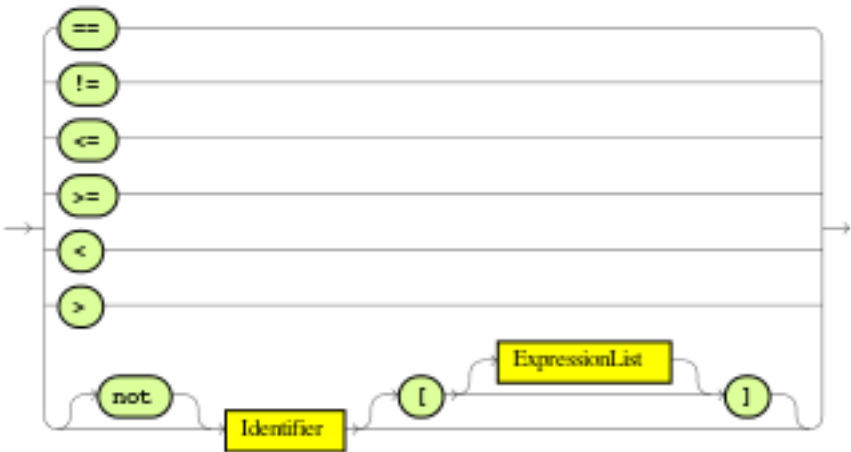 ==
!=
<=
>=
<
>
ExpressionList
not [ ]
Identifier